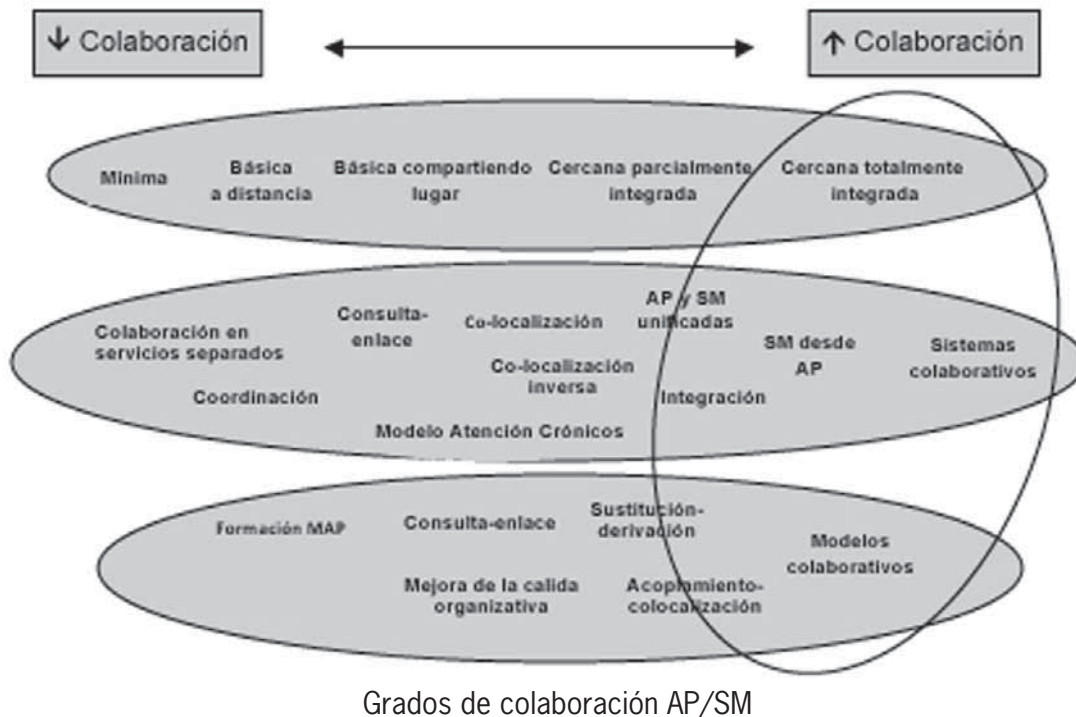 ↓ Colaboración
↑ Colaboración
Mínima
Básica
a distancia
Básica compartiendo
lugar
Cercana parcialmente
integrada
Cercana totalmente
integrada
Colaboración en
servicios separados
Consulta-
enlace
Co-localización
AP y SM
unificadas
SM desde
AP
Sistemas
colaborativos
Co-localización
inversa
Coordinación
Integración
Modelo Atención Crónicos
Formación MAP
Consulta-enlace
Sustitución-
derivación
Modelos
colaborativos
Mejora de la calida
organizativa
Acoplamiento-
colocalización
Grados de colaboración AP/SM